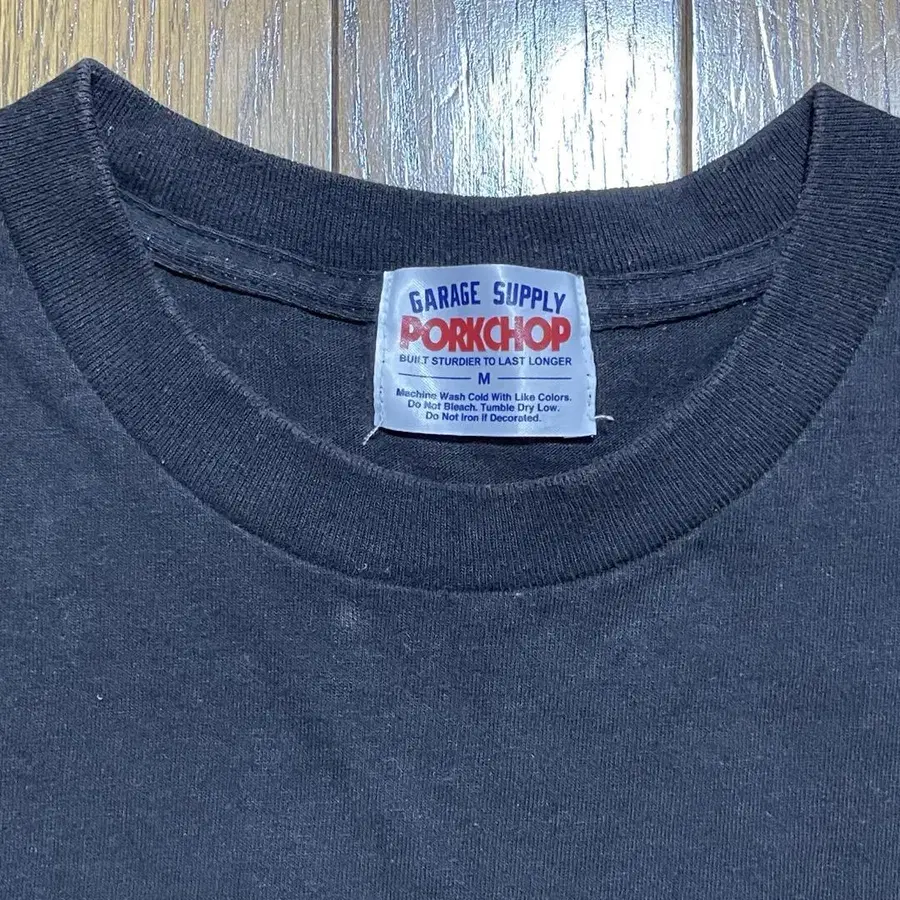 GARAGE SUPPLY
PORKCHOP
BUILT STURDIER TO LAST LONGER
M
Machine Wash Cold With Like Colors.
Do Not Bleach. Tumble Dry Low.
Do Not Iron If Decorated.